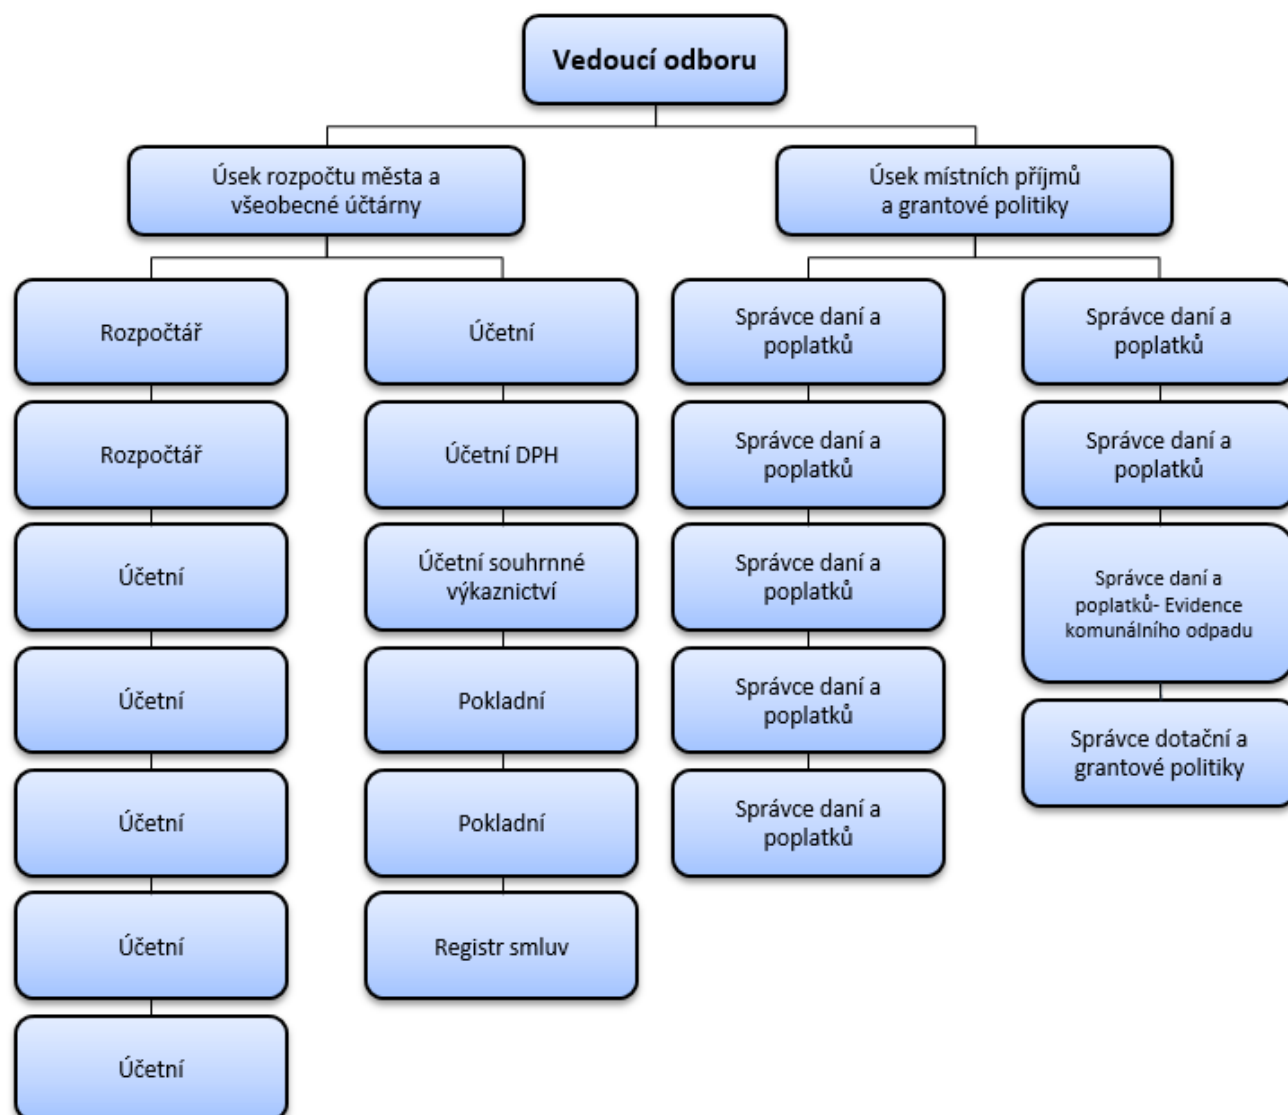 Vedoucí odboru
Úsek rozpočtu města a
všeobecné účtárny
Úsek místních příjmů
a grantové politiky
Rozpočtář
Rozpočtář
Účetní
Účetní
Účetní
Účetní
Účetní
Účetní
Účetní DPH
Účetní souhrnné
výkaznictví
Pokladní
Pokladní
Registr smluv
Správce daní a
poplatků
Správce daní a
poplatků
Správce daní a
poplatků
Správce daní a
poplatků
Správce daní a
poplatků
Správce daní a
poplatků
Správce daní a
poplatků
Správce daní a
poplatků- Evidence
komunálního odpadu
Správce dotační a
grantové politiky